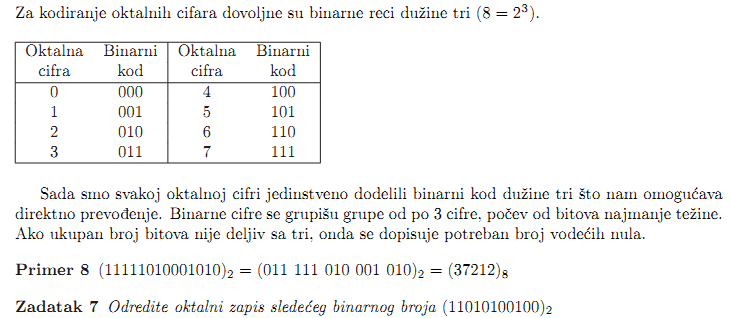 Za kodiranje oktalnih cifara dovoljne su binarne reci dužine tri (8 = 2³).
Oktalna Binarni Oktalna Binarni
cifra kod cifra kod
0 000 4 100
1 001 5 101
2 010 6 110
3 011 7 111
Sada smo svakoj oktalnoj cifri jedinstveno dodelili binarni kod dužine tri što nam omogućava
direktno prevođenje. Binarne cifre se grupišu grupe od po 3 cifre, počev od bitova najmanje težine.
Ako ukupan broj bitova nije deljiv sa tri, onda se dopisuje potreban broj vodećih nula.
Primer 8 (11111010001010)₂ = (011 111 010 001 010)₂ = (37212)₈
Zadatak 7 Odredite oktalni zapis sledećeg binarnog broja (11010100100)₂